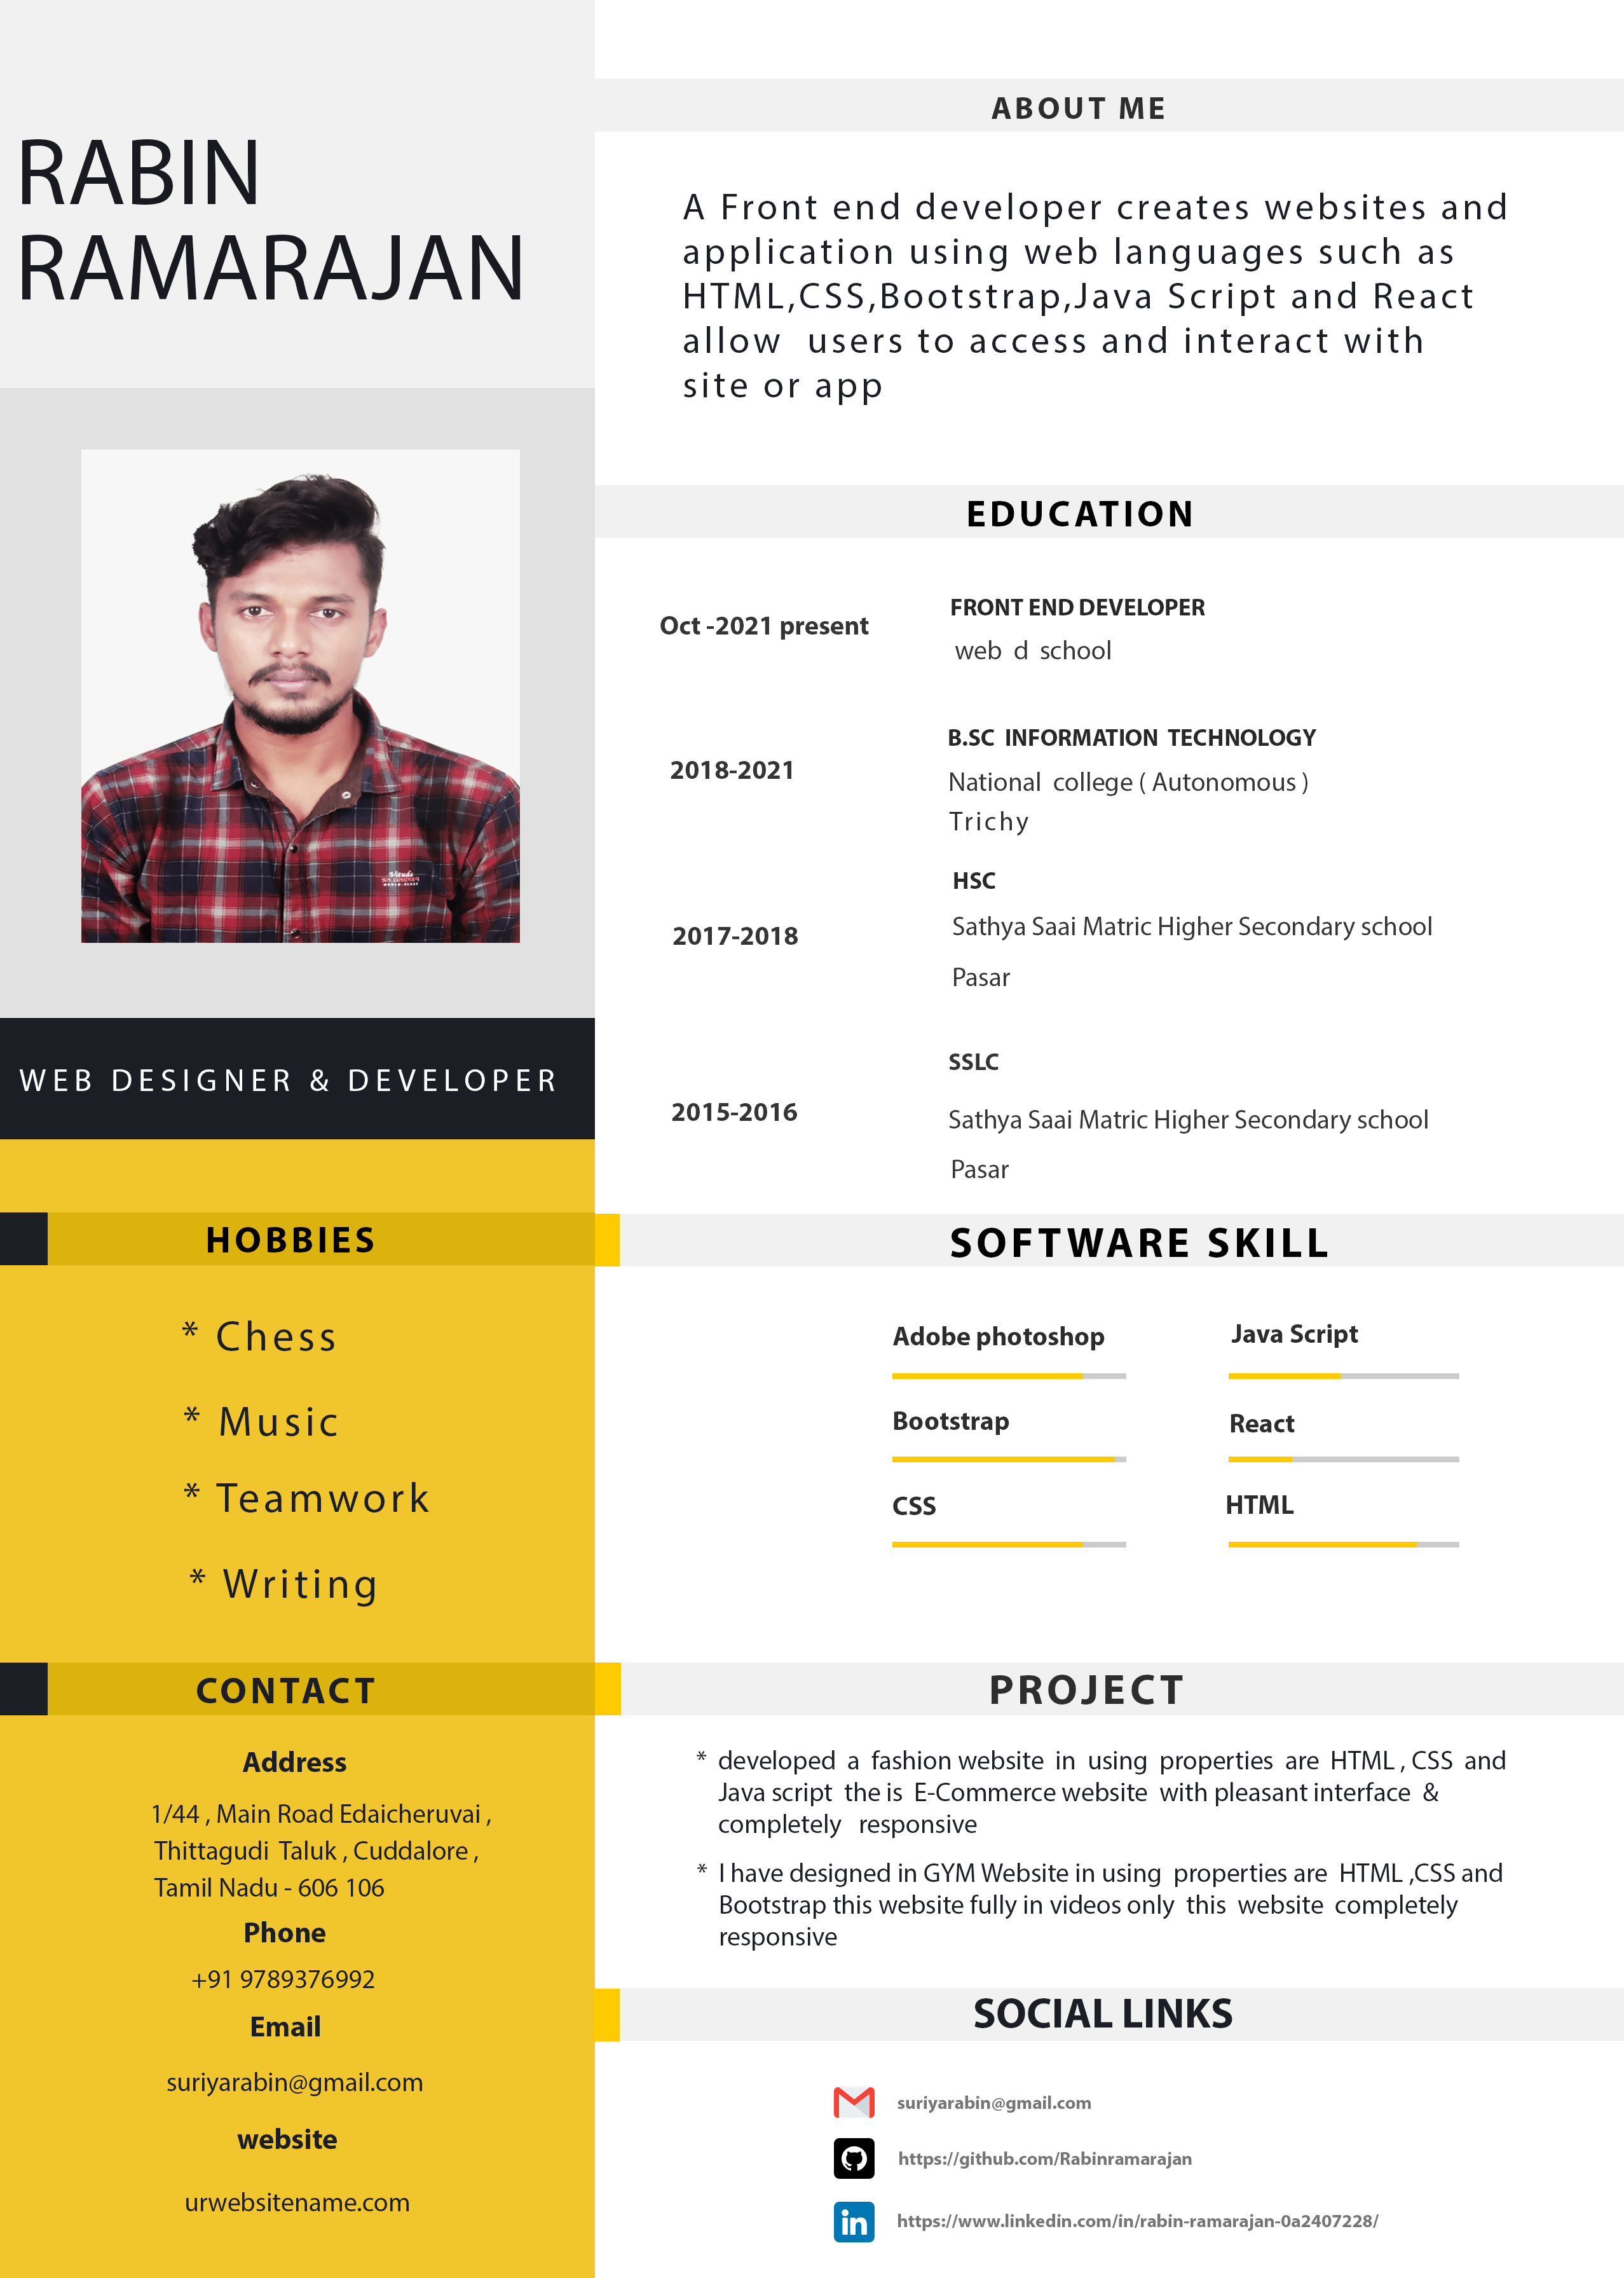 RABIN
RAMARAJAN
WEB DESIGNER & DEVELOPER
HOBBIES
* Chess
* Music
* Teamwork
* Writing
CONTACT
Address
1/44 , Main Road Edaicheruvai ,
Thittagudi Taluk , Cuddalore ,
Tamil Nadu - 606 106
Phone
+91 9789376992
Email
suriyarabin@gmail.com
website
urwebsitename.com
ABOUT ME
A Front end developer creates websites and
application using web languages such as
HTML,CSS,Bootstrap,Java Script and React
allow users to access and interact with
site or app
EDUCATION
Oct -2021 present
FRONT END DEVELOPER
web d school
2018-2021
B.SC INFORMATION TECHNOLOGY
National college ( Autonomous )
Trichy
2017-2018
HSC
Sathya Saai Matric Higher Secondary school
Pasar
2015-2016
SSLC
Sathya Saai Matric Higher Secondary school
Pasar
SOFTWARE SKILL
Adobe photoshop
Java Script
Bootstrap
React
CSS
HTML
PROJECT
* developed a fashion website in using properties are HTML , CSS and
Java script the is E-Commerce website with pleasant interface &
completely responsive
* I have designed in GYM Website in using properties are HTML ,CSS and
Bootstrap this website fully in videos only this website completely
responsive
SOCIAL LINKS
suriyarabin@gmail.com
https://github.com/Rabinramarajan
in
https://www.linkedin.com/in/rabin-ramarajan-0a2407228/